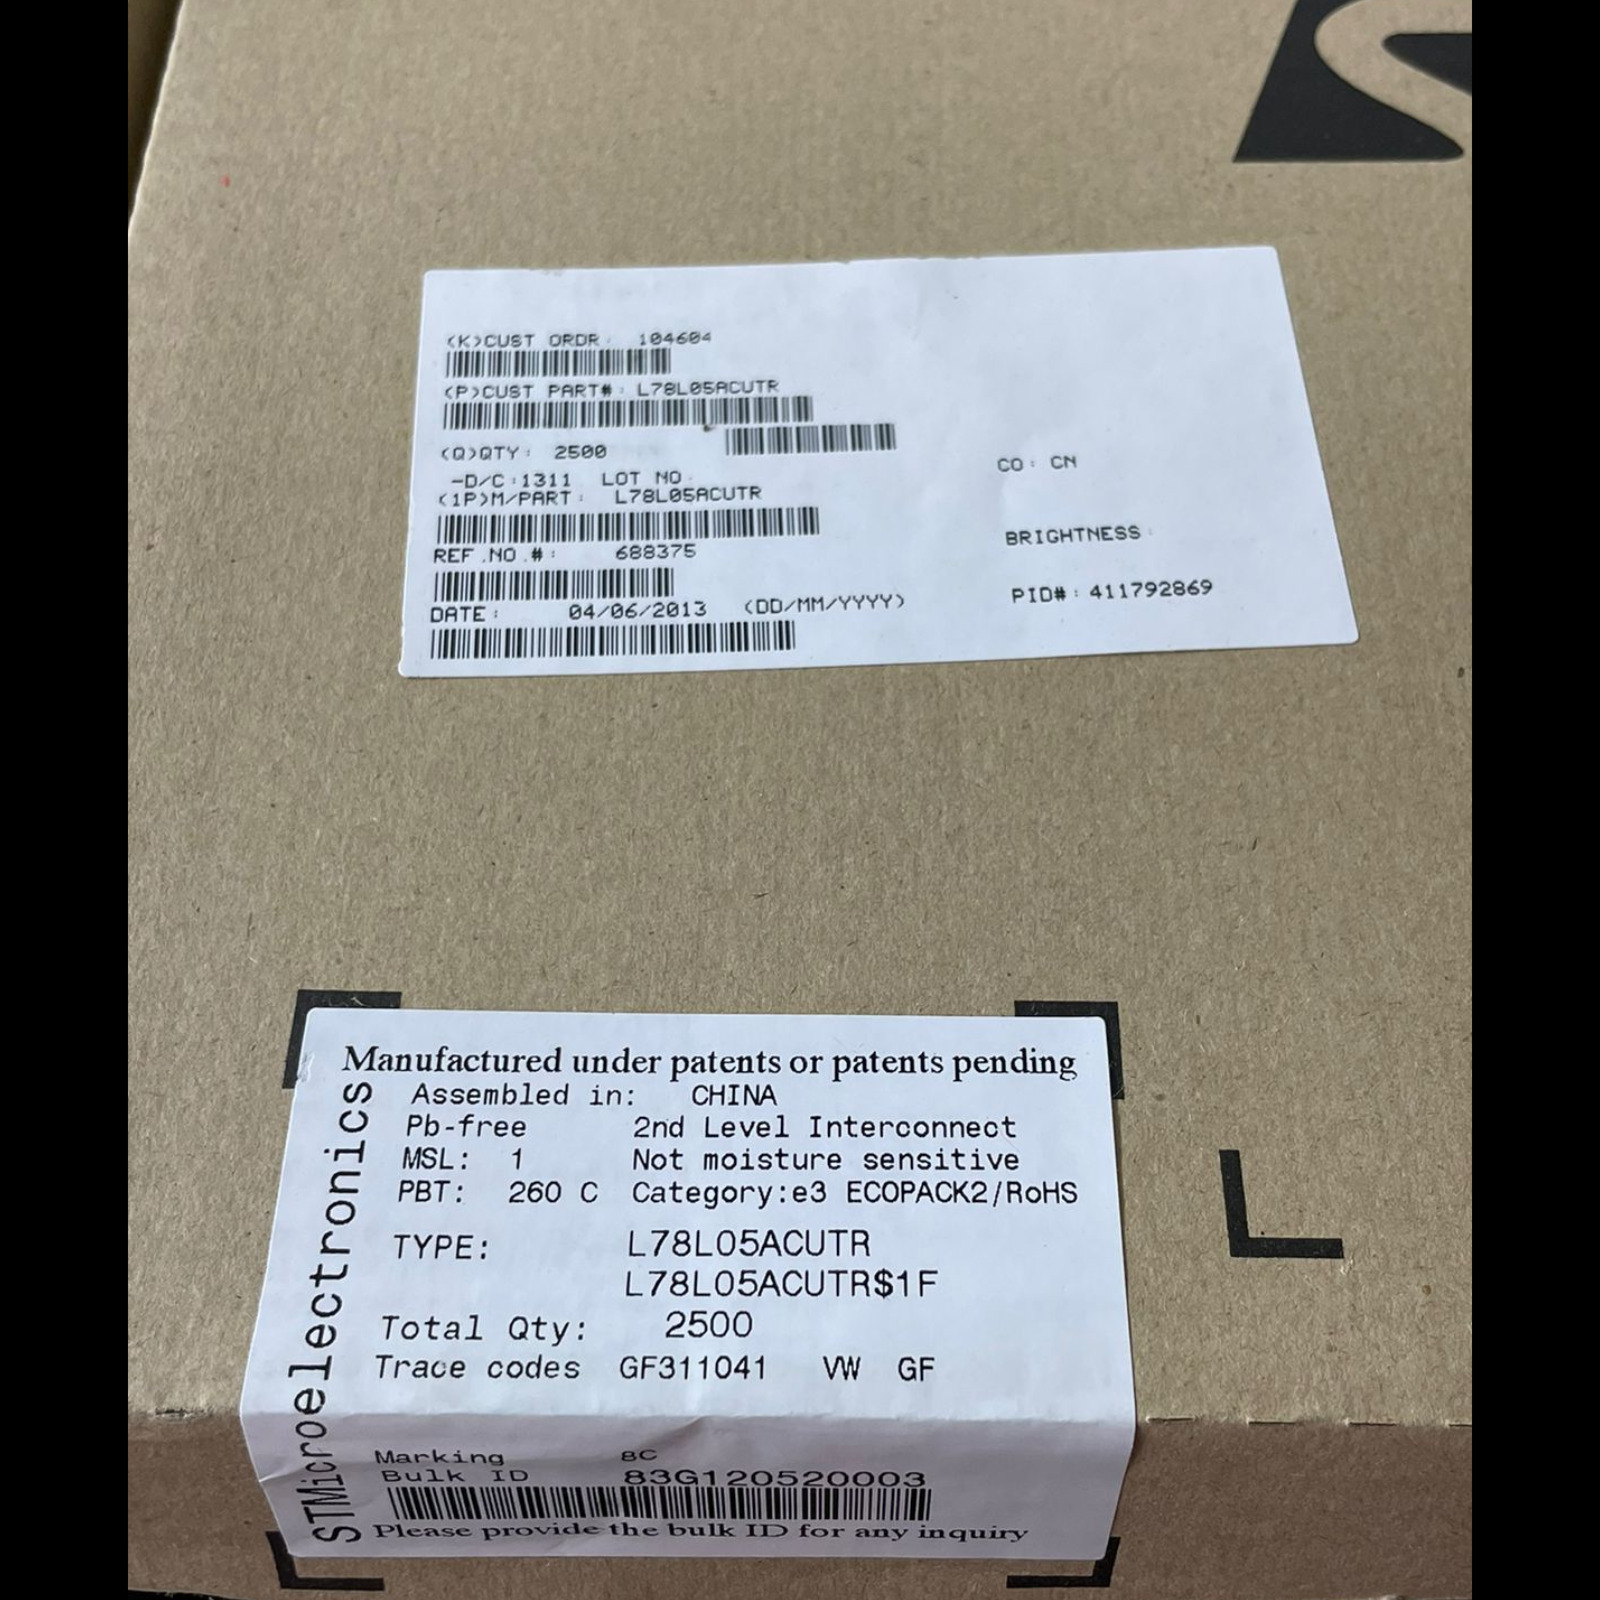 (K)CUST ORDR: 104604
(P)CUST PART#: L78L05ACUTR
(Q)QTY: 2500
-D/C:1311 LOT NO.
(1P)M/PART: L78L05ACUTR
REF.NO.#: 688375
DATE: 04/06/2013 (DD/MM/YYYY)
CO: CN
BRIGHTNESS:
PID#: 411792869
STMicroelectronics
Manufactured under patents or patents pending
Assembled in: CHINA
Pb-free 2nd Level Interconnect
MSL: 1 Not moisture sensitive
PBT: 260 C Category:e3 ECOPACK2/RoHS
TYPE: L78L05ACUTR
L78L05ACUTR$1F
Total Qty: 2500
Trace codes GF311041 VW GF
Marking 8C
Bulk ID 83G120520003
Please provide the bulk ID for any inquiry